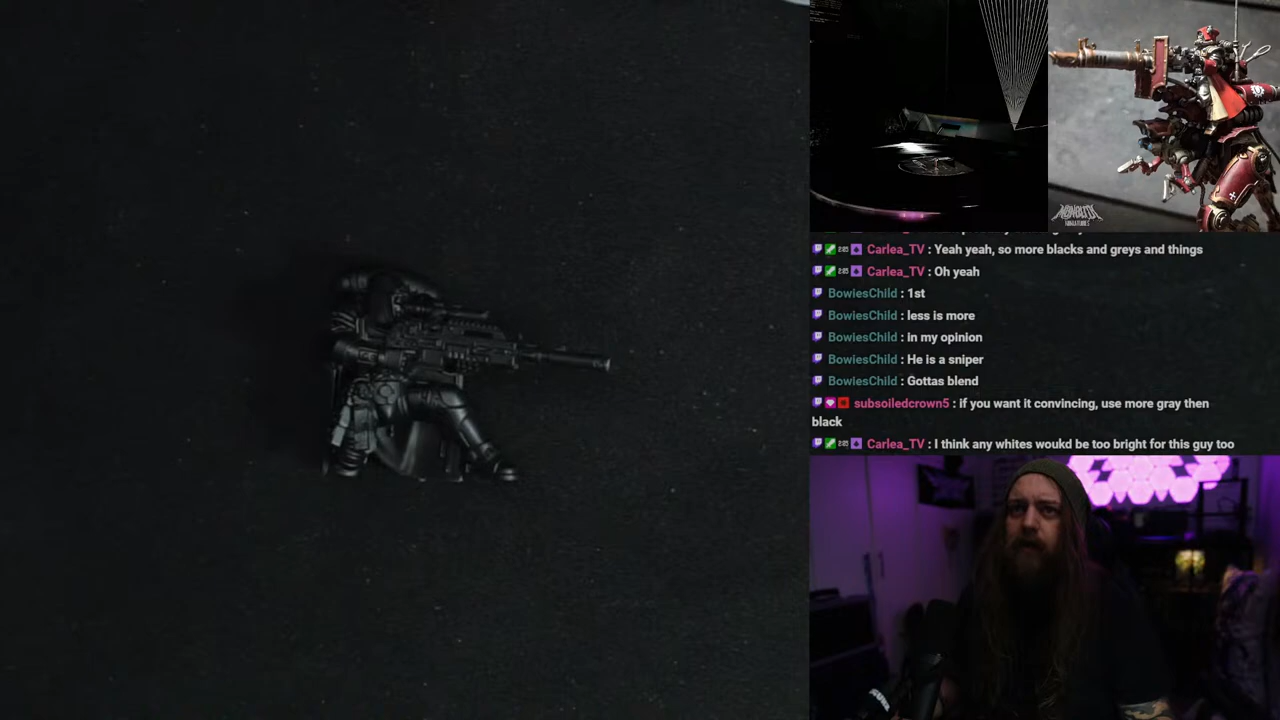 MONOLITH
MINIATURES
Carlea_TV : Yeah yeah, so more blacks and greys and things
Carlea_TV : Oh yeah
BowiesChild : 1st
BowiesChild : less is more
BowiesChild : in my opinion
BowiesChild : He is a sniper
BowiesChild : Gottas blend
subsoiledcrown5 : if you want it convincing, use more gray then
black
Carlea_TV : I think any whites woukd be too bright for this guy too